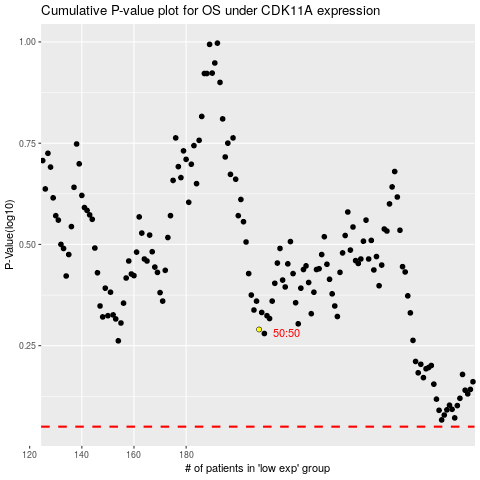 Cumulative P-value plot for OS under CDK11A expression
P-Value(log10)
1.00
0.75
0.50
0.25
50:50
120 140 160 180
# of patients in 'low exp' group